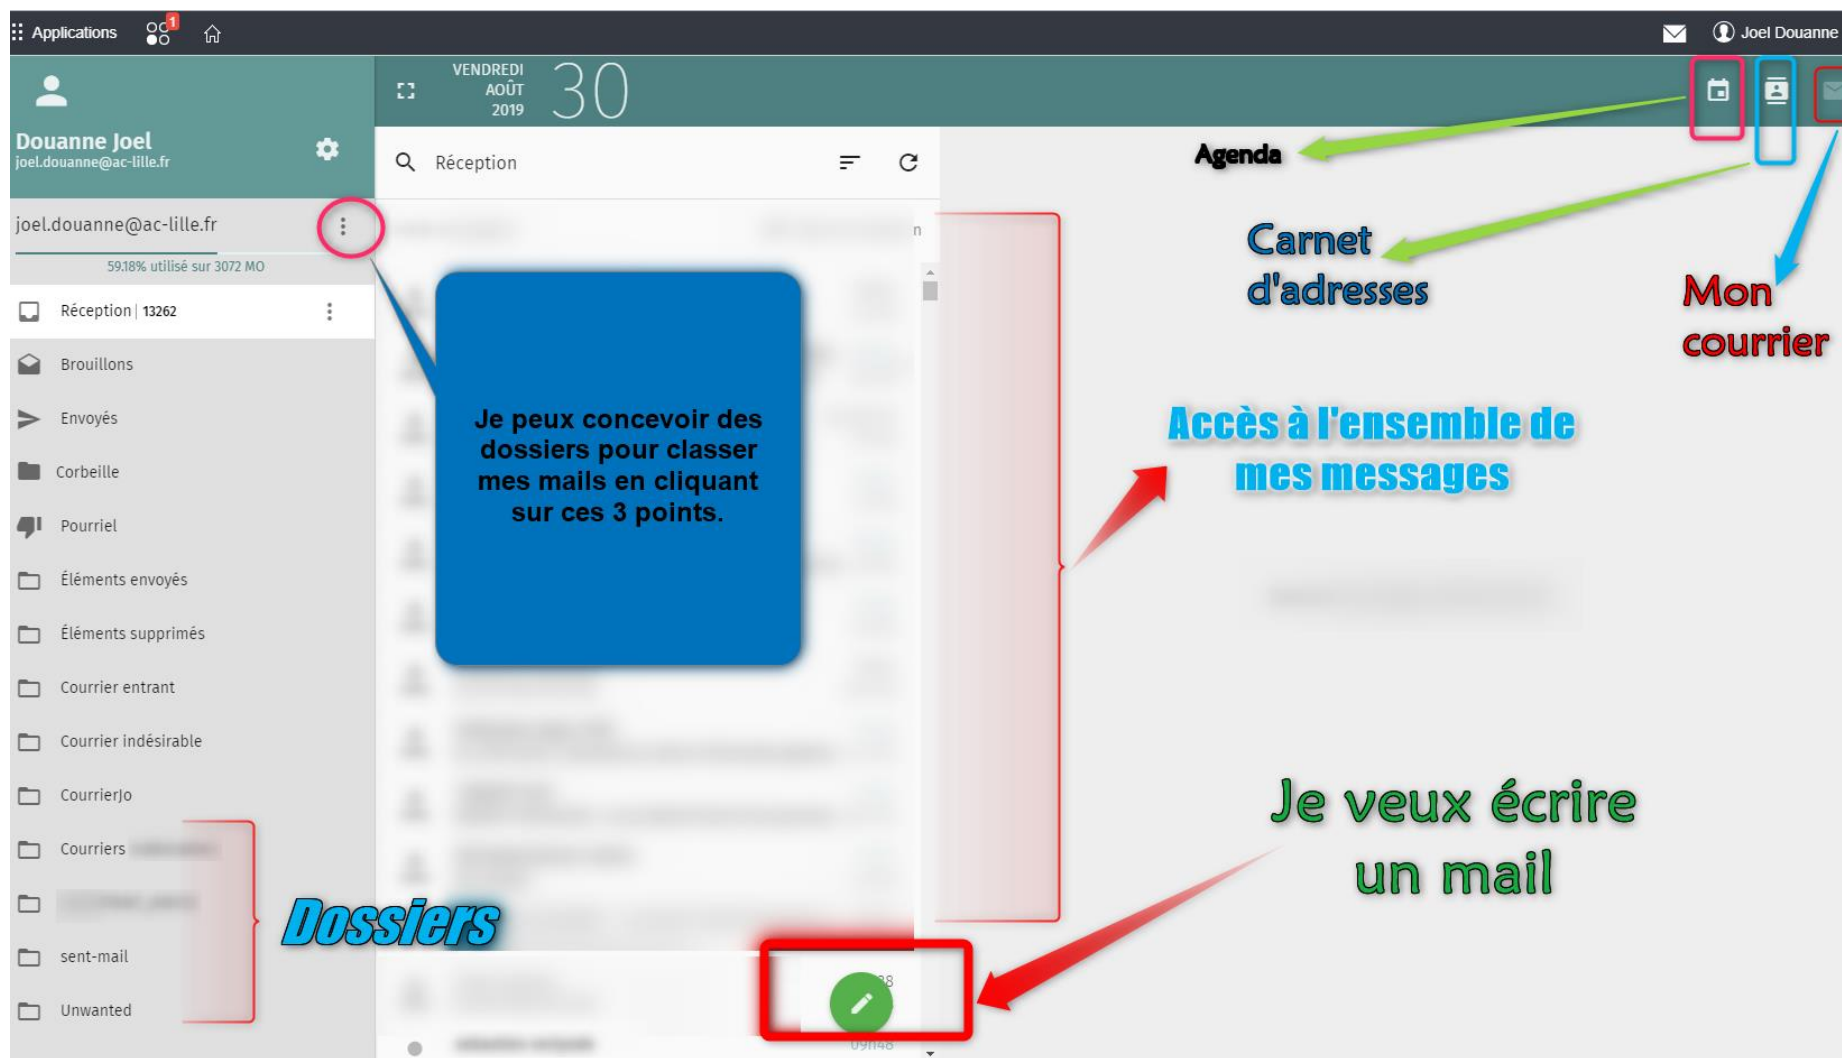 Applications
1
Joel Douanne
VENDREDI
AOÛT
2019
30
Douanne Joel
joel.douanne@ac-lille.fr
Réception
Agenda
joel.douanne@ac-lille.fr
59.18% utilisé sur 3072 MO
Carnet
d'adresses
Mon
courrier
Réception | 13262
Brouillons
Envoyés
Corbeille
Pourriel
Éléments envoyés
Éléments supprimés
Courrier entrant
Courrier indésirable
CourrierJo
Courriers
sent-mail
Unwanted
Je peux concevoir des
dossiers pour classer
mes mails en cliquant
sur ces 3 points.
Accès à l'ensemble de
mes messages
Dossiers
Je veux écrire
un mail
09h48